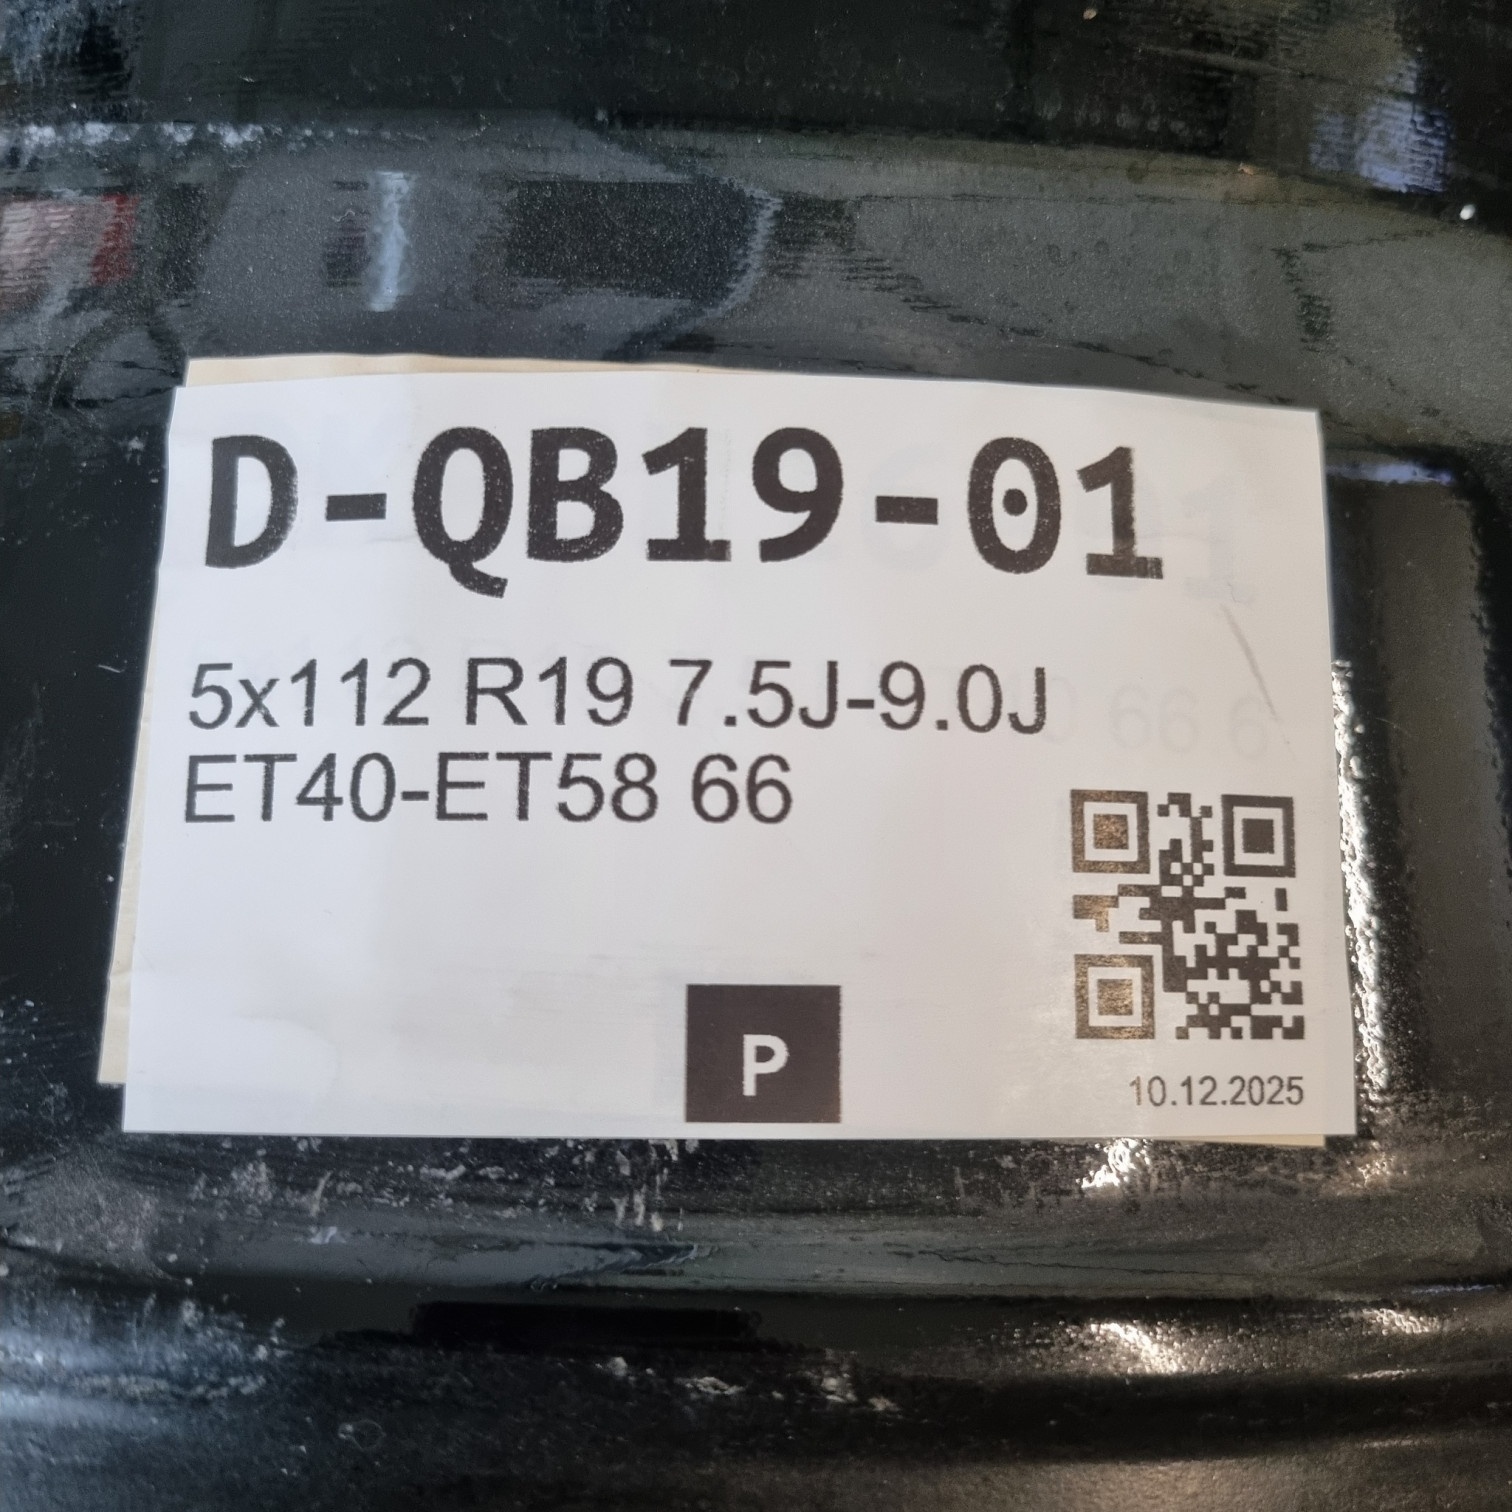 D-QB19-01
5x112 R19 7.5J-9.0J
ET40-ET58 66
P
10.12.2025